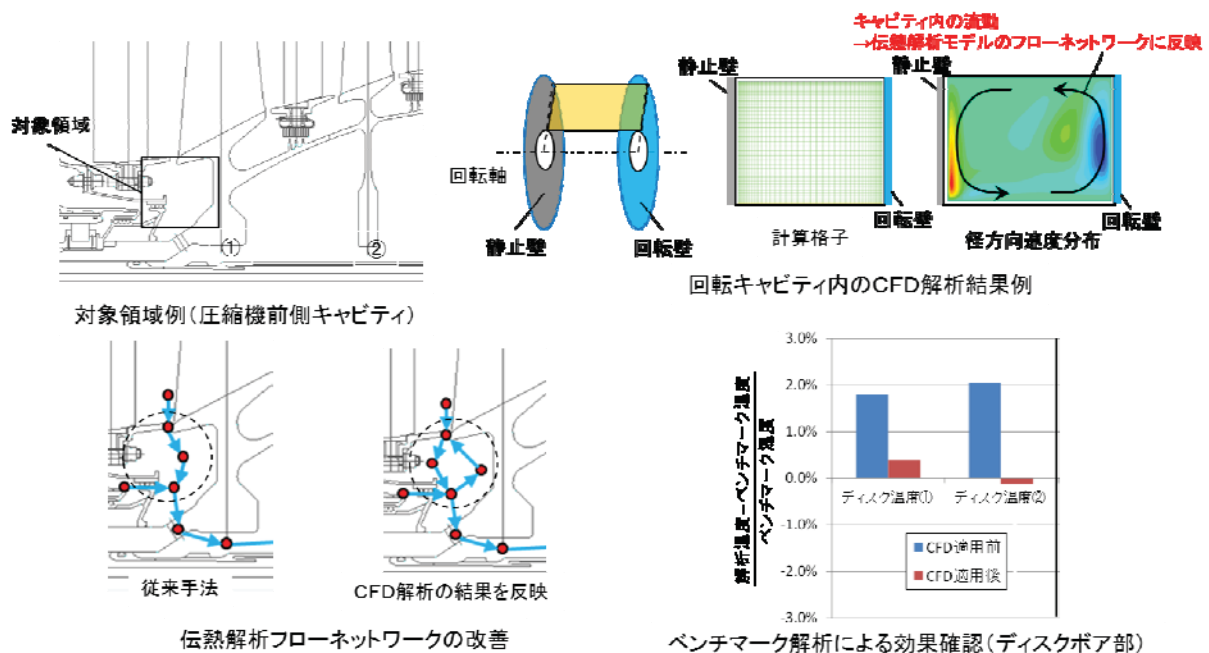 対象領域
①
②
対象領域例(圧縮機前側キャビティ)
キャビティ内の流動
→伝熱解析モデルのフローネットワークに反映
静止壁
静止壁
回転軸
静止壁
回転壁
回転壁
計算格子
回転壁
径方向速度分布
回転キャビティ内のCFD解析結果例
従来手法
CFD解析の結果を反映
伝熱解析フローネットワークの改善
解析温度-ベンチマーク温度
ベンチマーク温度
3.0%
2.0%
1.0%
0.0%
-1.0%
-2.0%
-3.0%
ディスク温度①
ディスク温度②
CFD適用前
CFD適用後
ベンチマーク解析による効果確認(ディスクボア部)